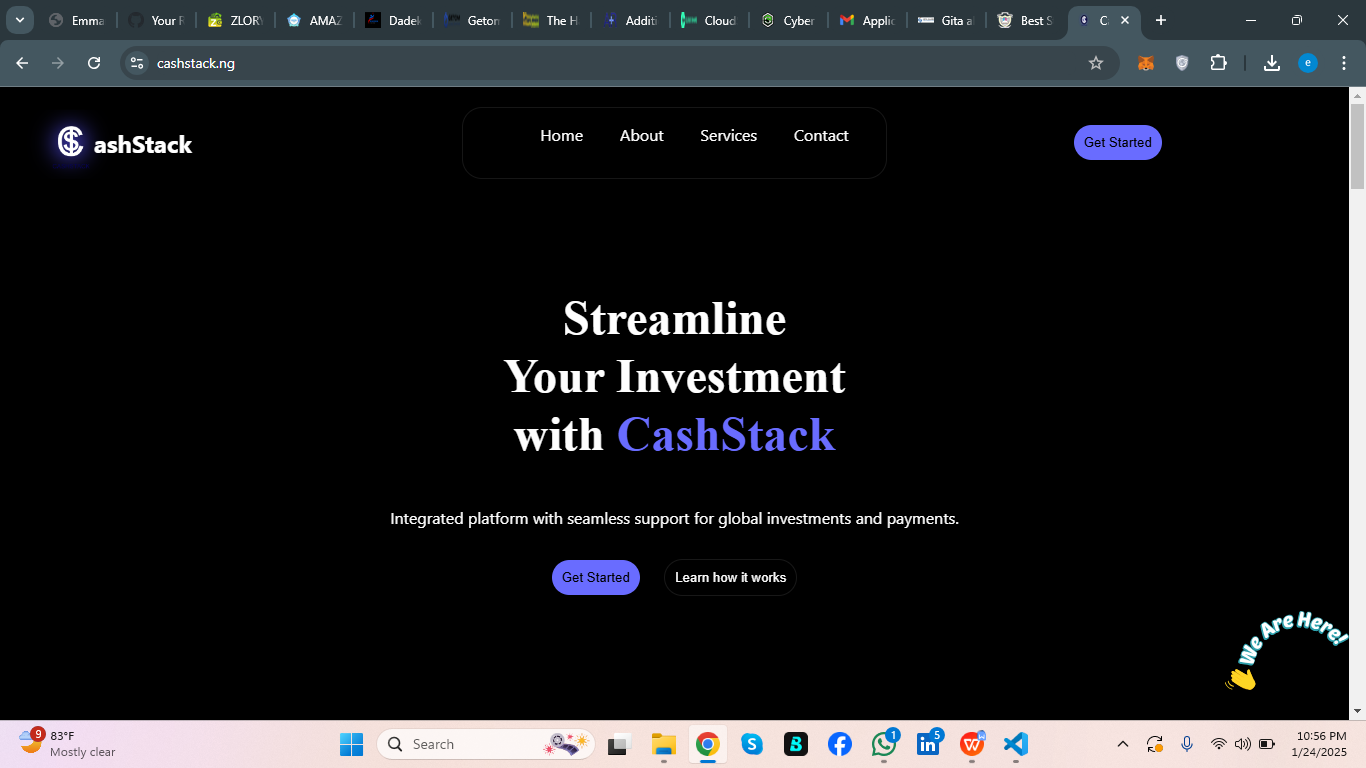 Emma
Your R
ZLORY
AMAZ
Dadek
Geton
The H
Additi
Cloud
Cyber
Applic
Gita a
Best S
C
cashstack.ng
e
ashStack
Home
About
Services
Contact
Get Started
Streamline
Your Investment
with CashStack
Integrated platform with seamless support for global investments and payments.
Get Started
Learn how it works
We Are Here!
9
83°F
Mostly clear
Search
1
5
10:56 PM
1/24/2025